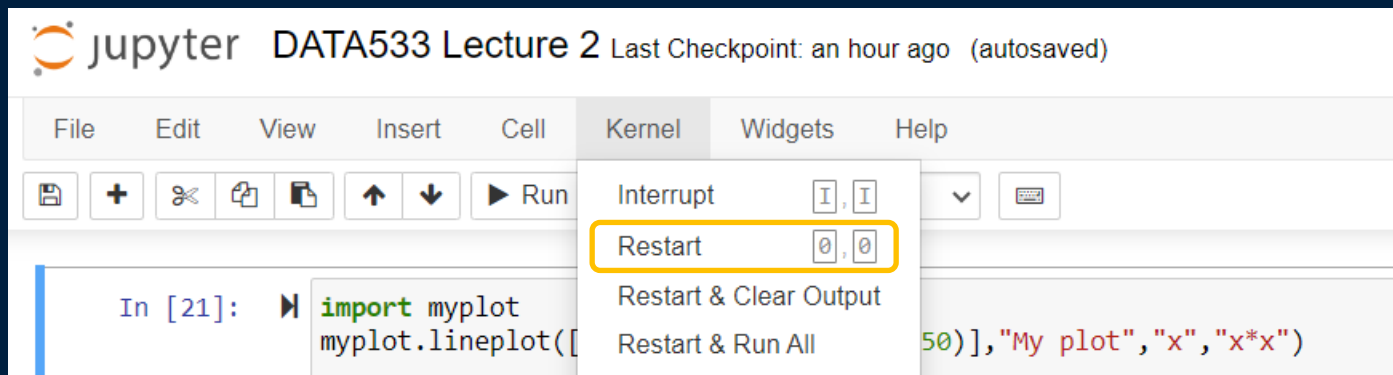 jupyter DATA533 Lecture 2 Last Checkpoint: an hour ago (autosaved)
File Edit View Insert Cell Kernel Widgets Help
Run
Interrupt I,I
Restart 0,0
Restart & Clear Output
Restart & Run All
In [21]: import myplot
myplot.lineplot([ 50)],"My plot","x","x*x")